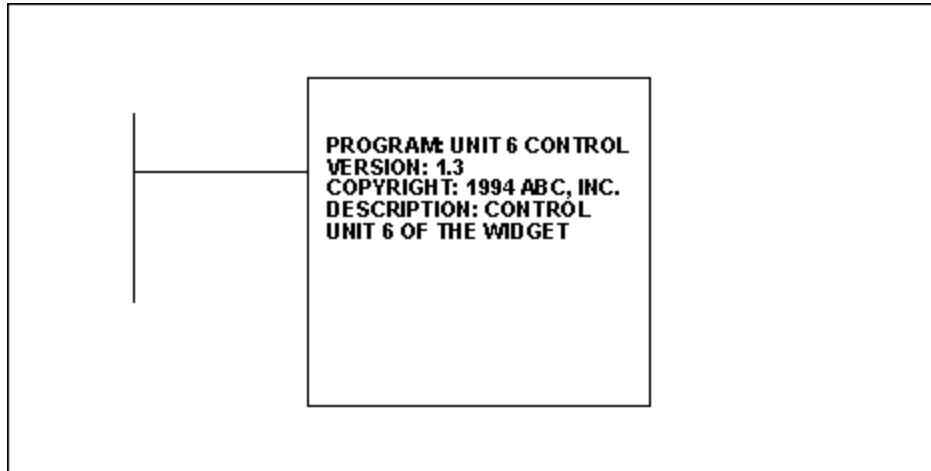 PROGRAM: UNIT 6 CONTROL
VERSION: 1.3
COPYRIGHT: 1994 ABC, INC.
DESCRIPTION: CONTROL
UNIT 6 OF THE WIDGET